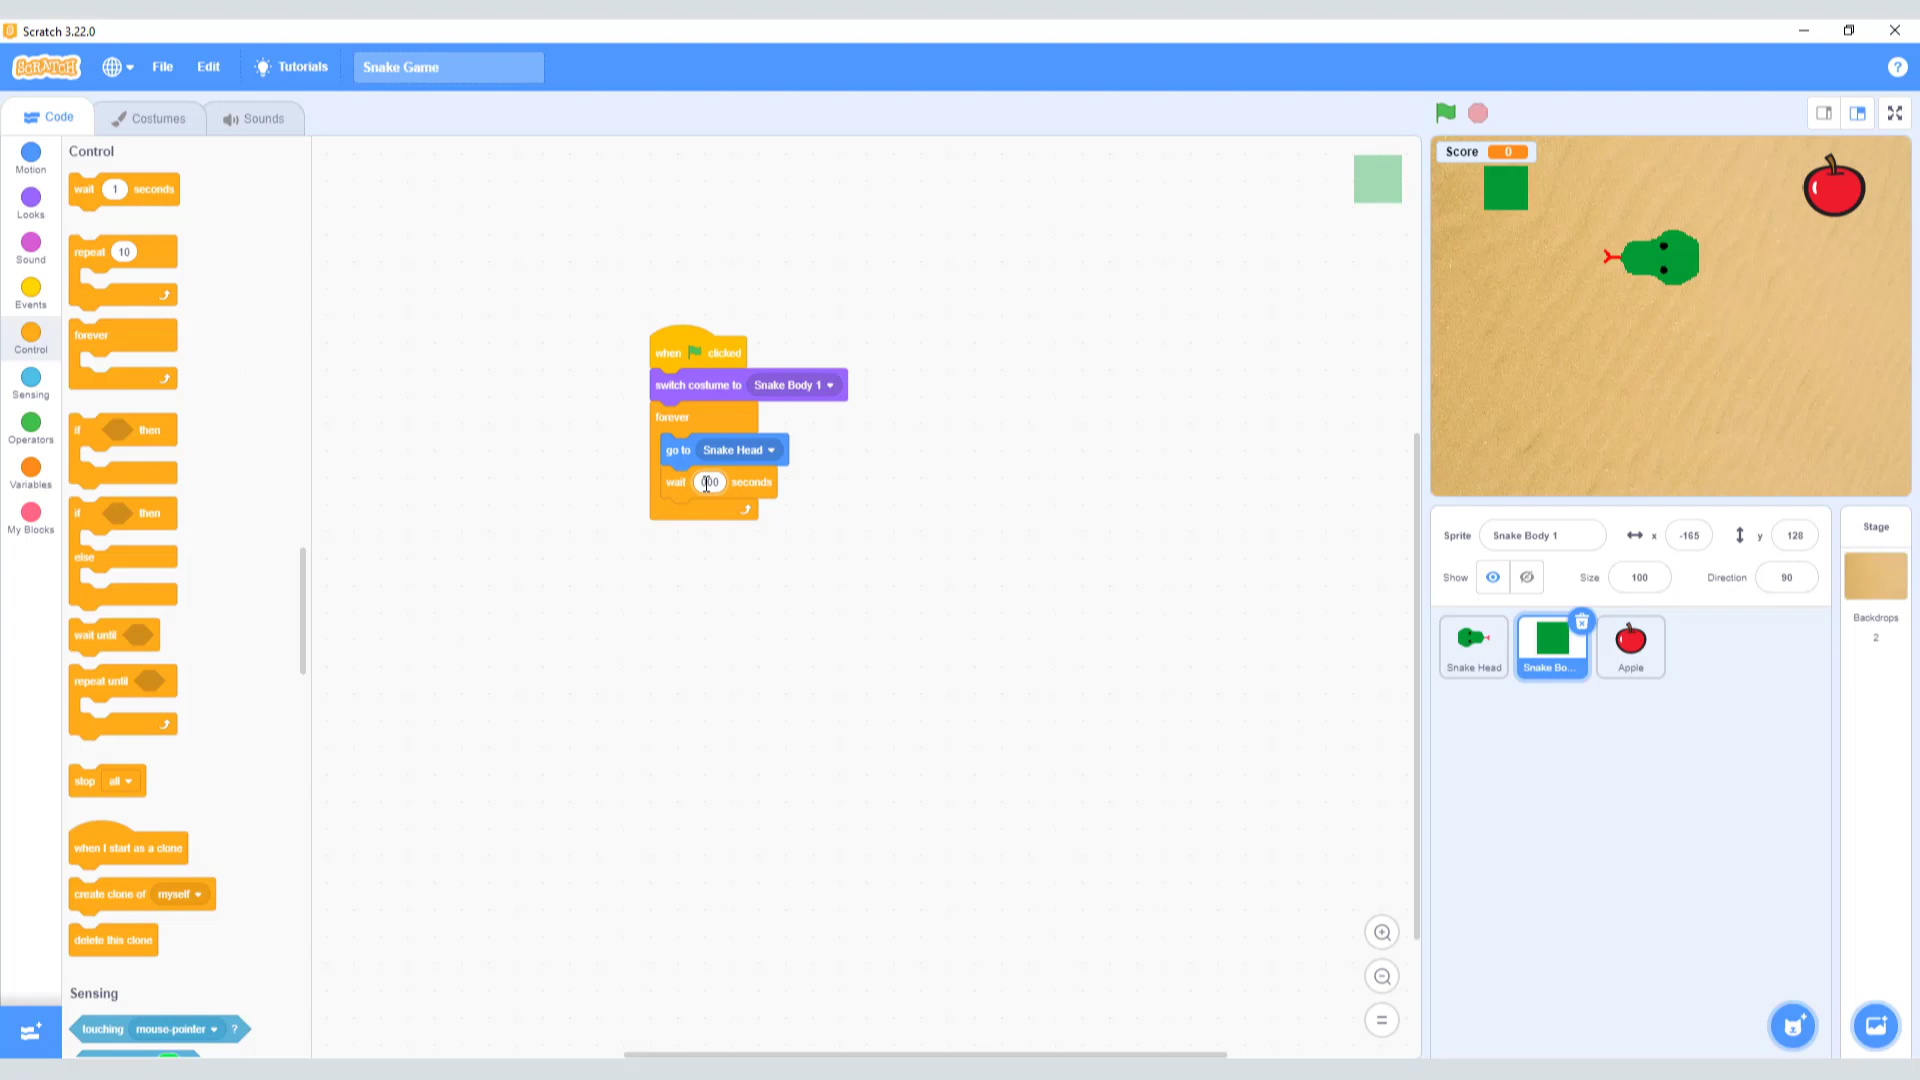 Scratch 3.22.0
SCRATCH
File
Edit
Tutorials
Snake Game
?
Code
Costumes
Sounds
Motion
Looks
Sound
Events
Control
Sensing
Operators
Variables
My Blocks
Control
wait 1 seconds
repeat 10
forever
if then
if then
else
wait until
repeat until
stop all
when I start as a clone
create clone of myself
delete this clone
Sensing
touching mouse-pointer ?
when clicked
switch costume to Snake Body 1
forever
go to Snake Head
wait seconds
Score 0
Sprite Snake Body 1 x -165 y 128
Show Size 100 Direction 90
Snake Head
Snake Bo...
Apple
Stage
Backdrops
2